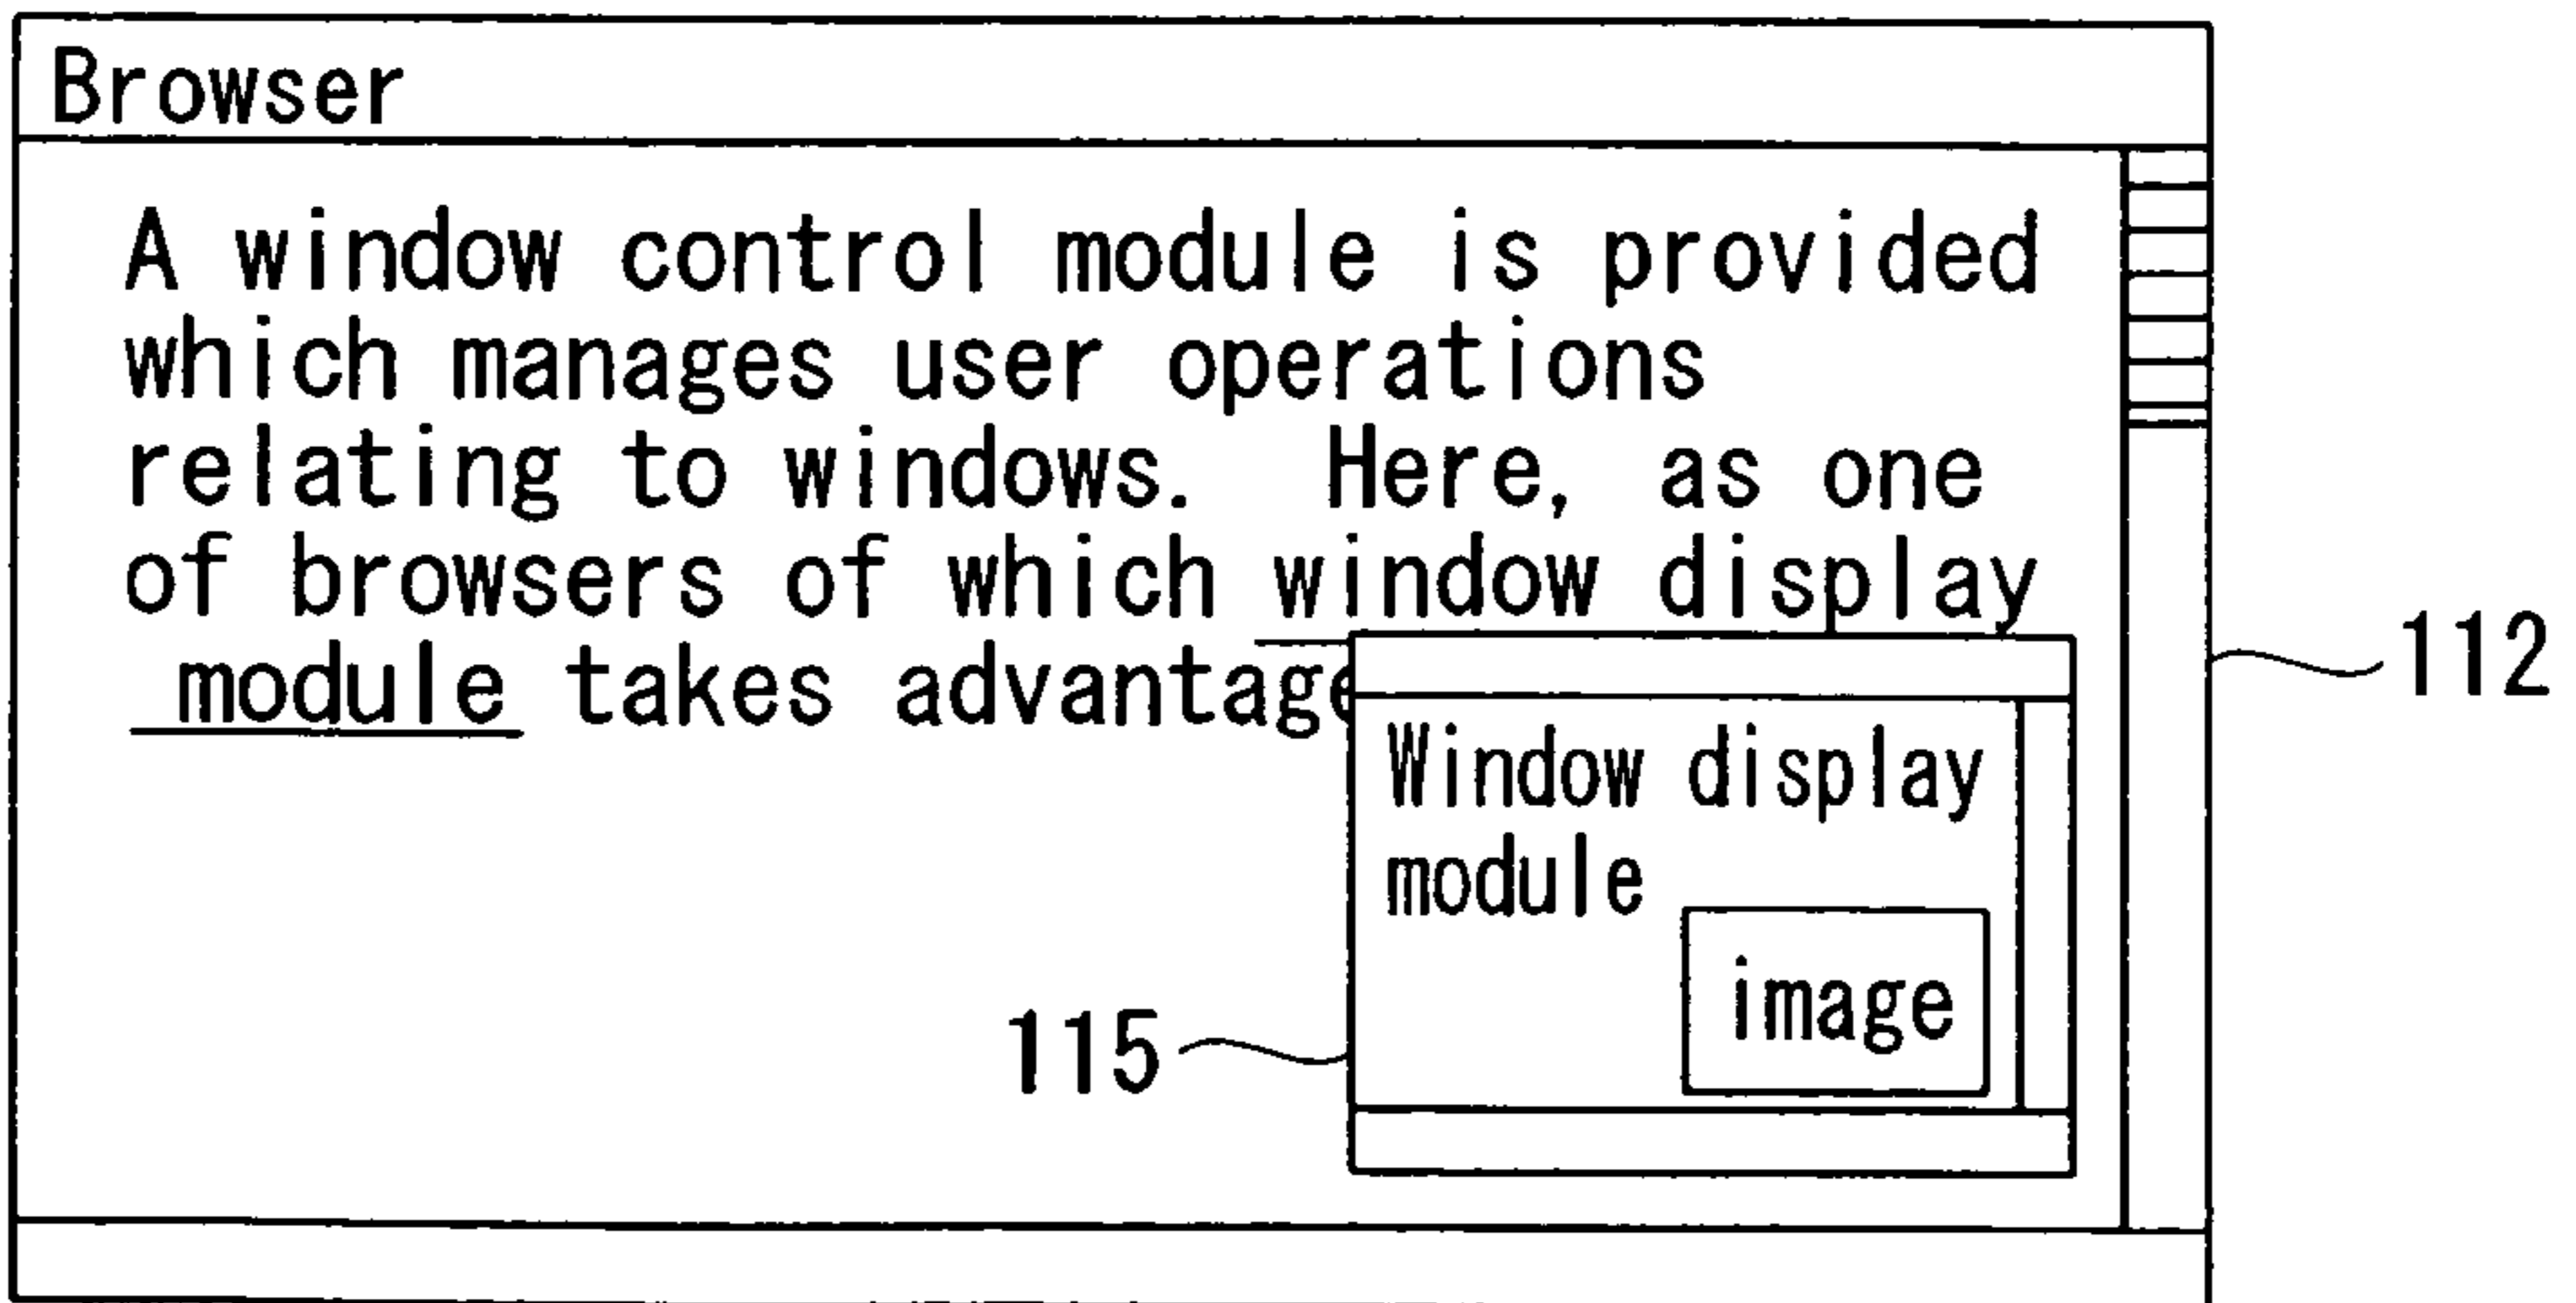 Browser
A window control module is provided
which manages user operations
relating to windows. Here, as one
of browsers of which window display
module takes advantage
Window display
module
image
112
115